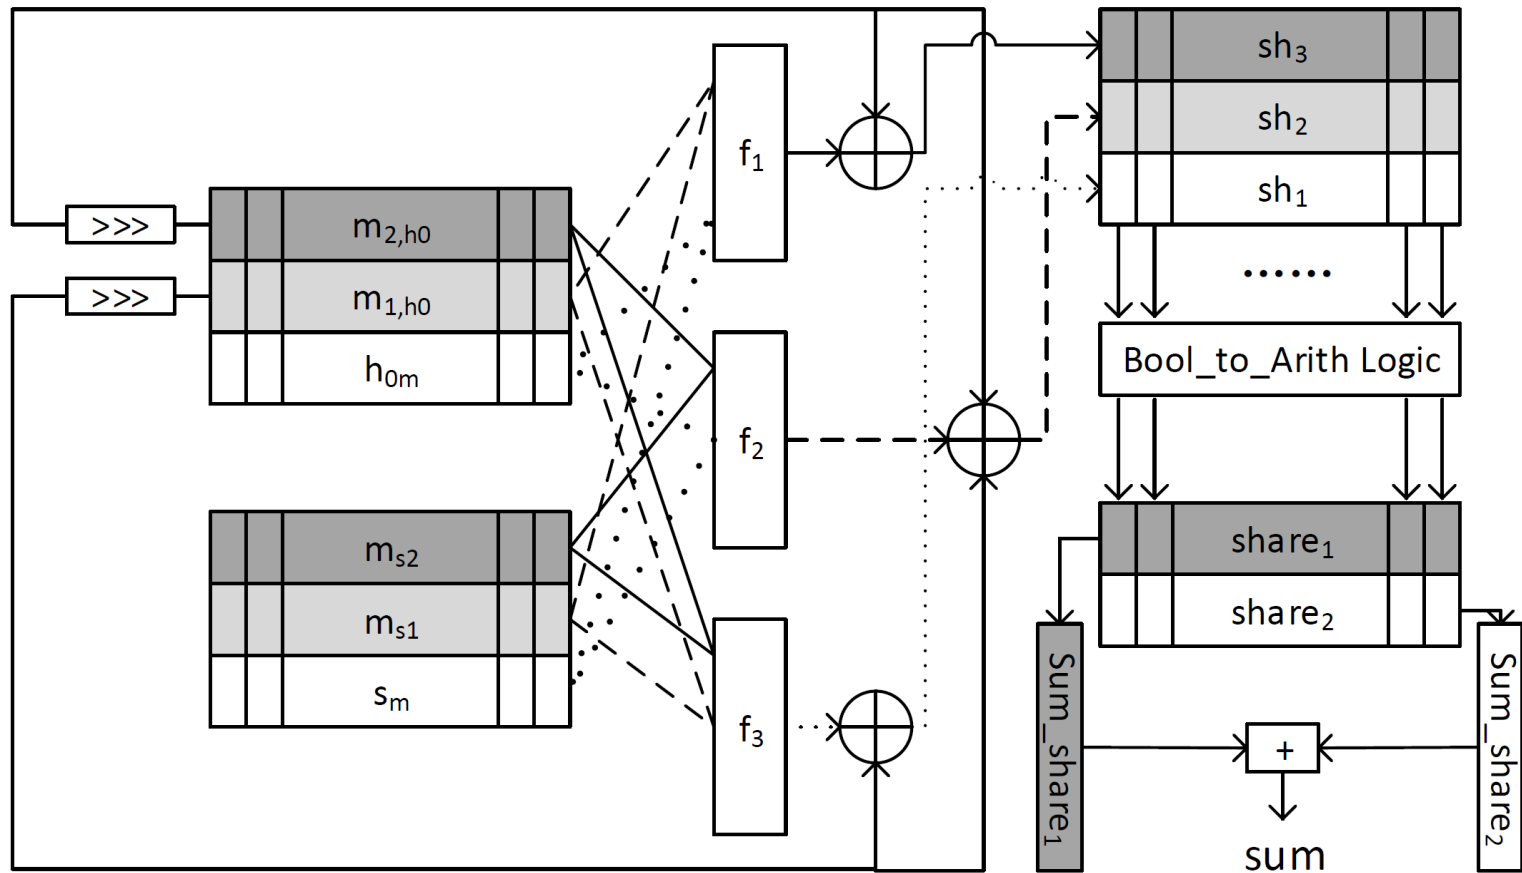 >>>
>>>
m2,h0
m1,h0
h0m
ms2
ms1
sm
f1
f2
f3
sh3
sh2
sh1
......
Bool_to_Arith Logic
share1
share2
Sum_share1
Sum_share2
+
sum